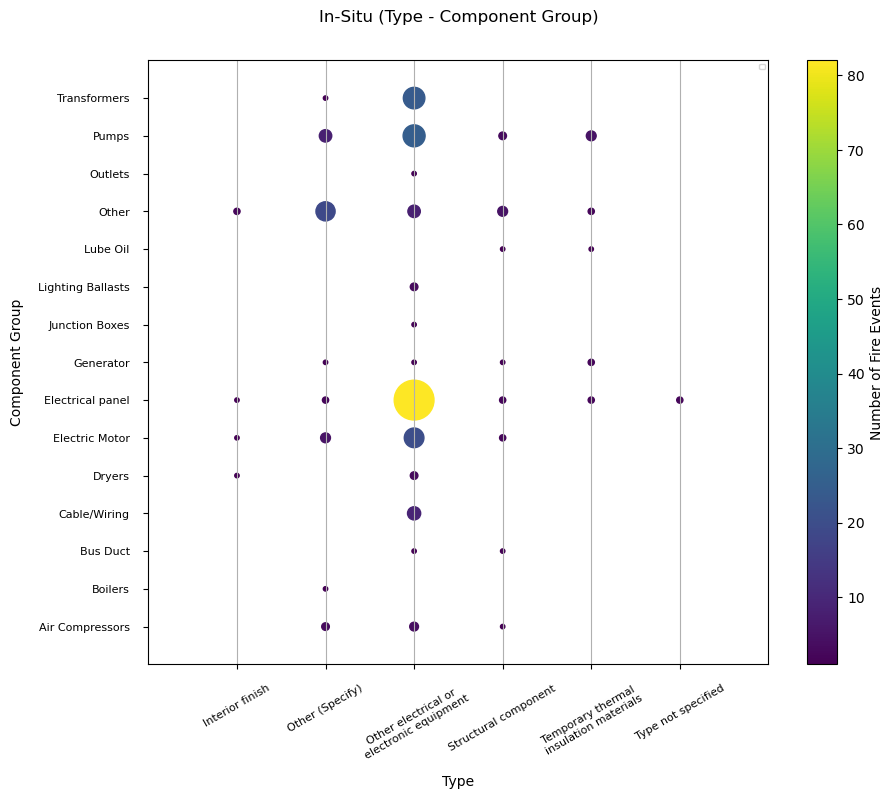 In-Situ (Type - Component Group)
Transformers
Pumps
Outlets
Other
Lube Oil
Lighting Ballasts
Junction Boxes
Generator
Electrical panel
Electric Motor
Dryers
Cable/Wiring
Bus Duct
Boilers
Air Compressors
Component Group
Interior finish
Other (Specify)
Other electrical or
electronic equipment
Structural component
Temporary thermal
insulation materials
Type not specified
Type
80
70
60
50
40
30
20
10
Number of Fire Events